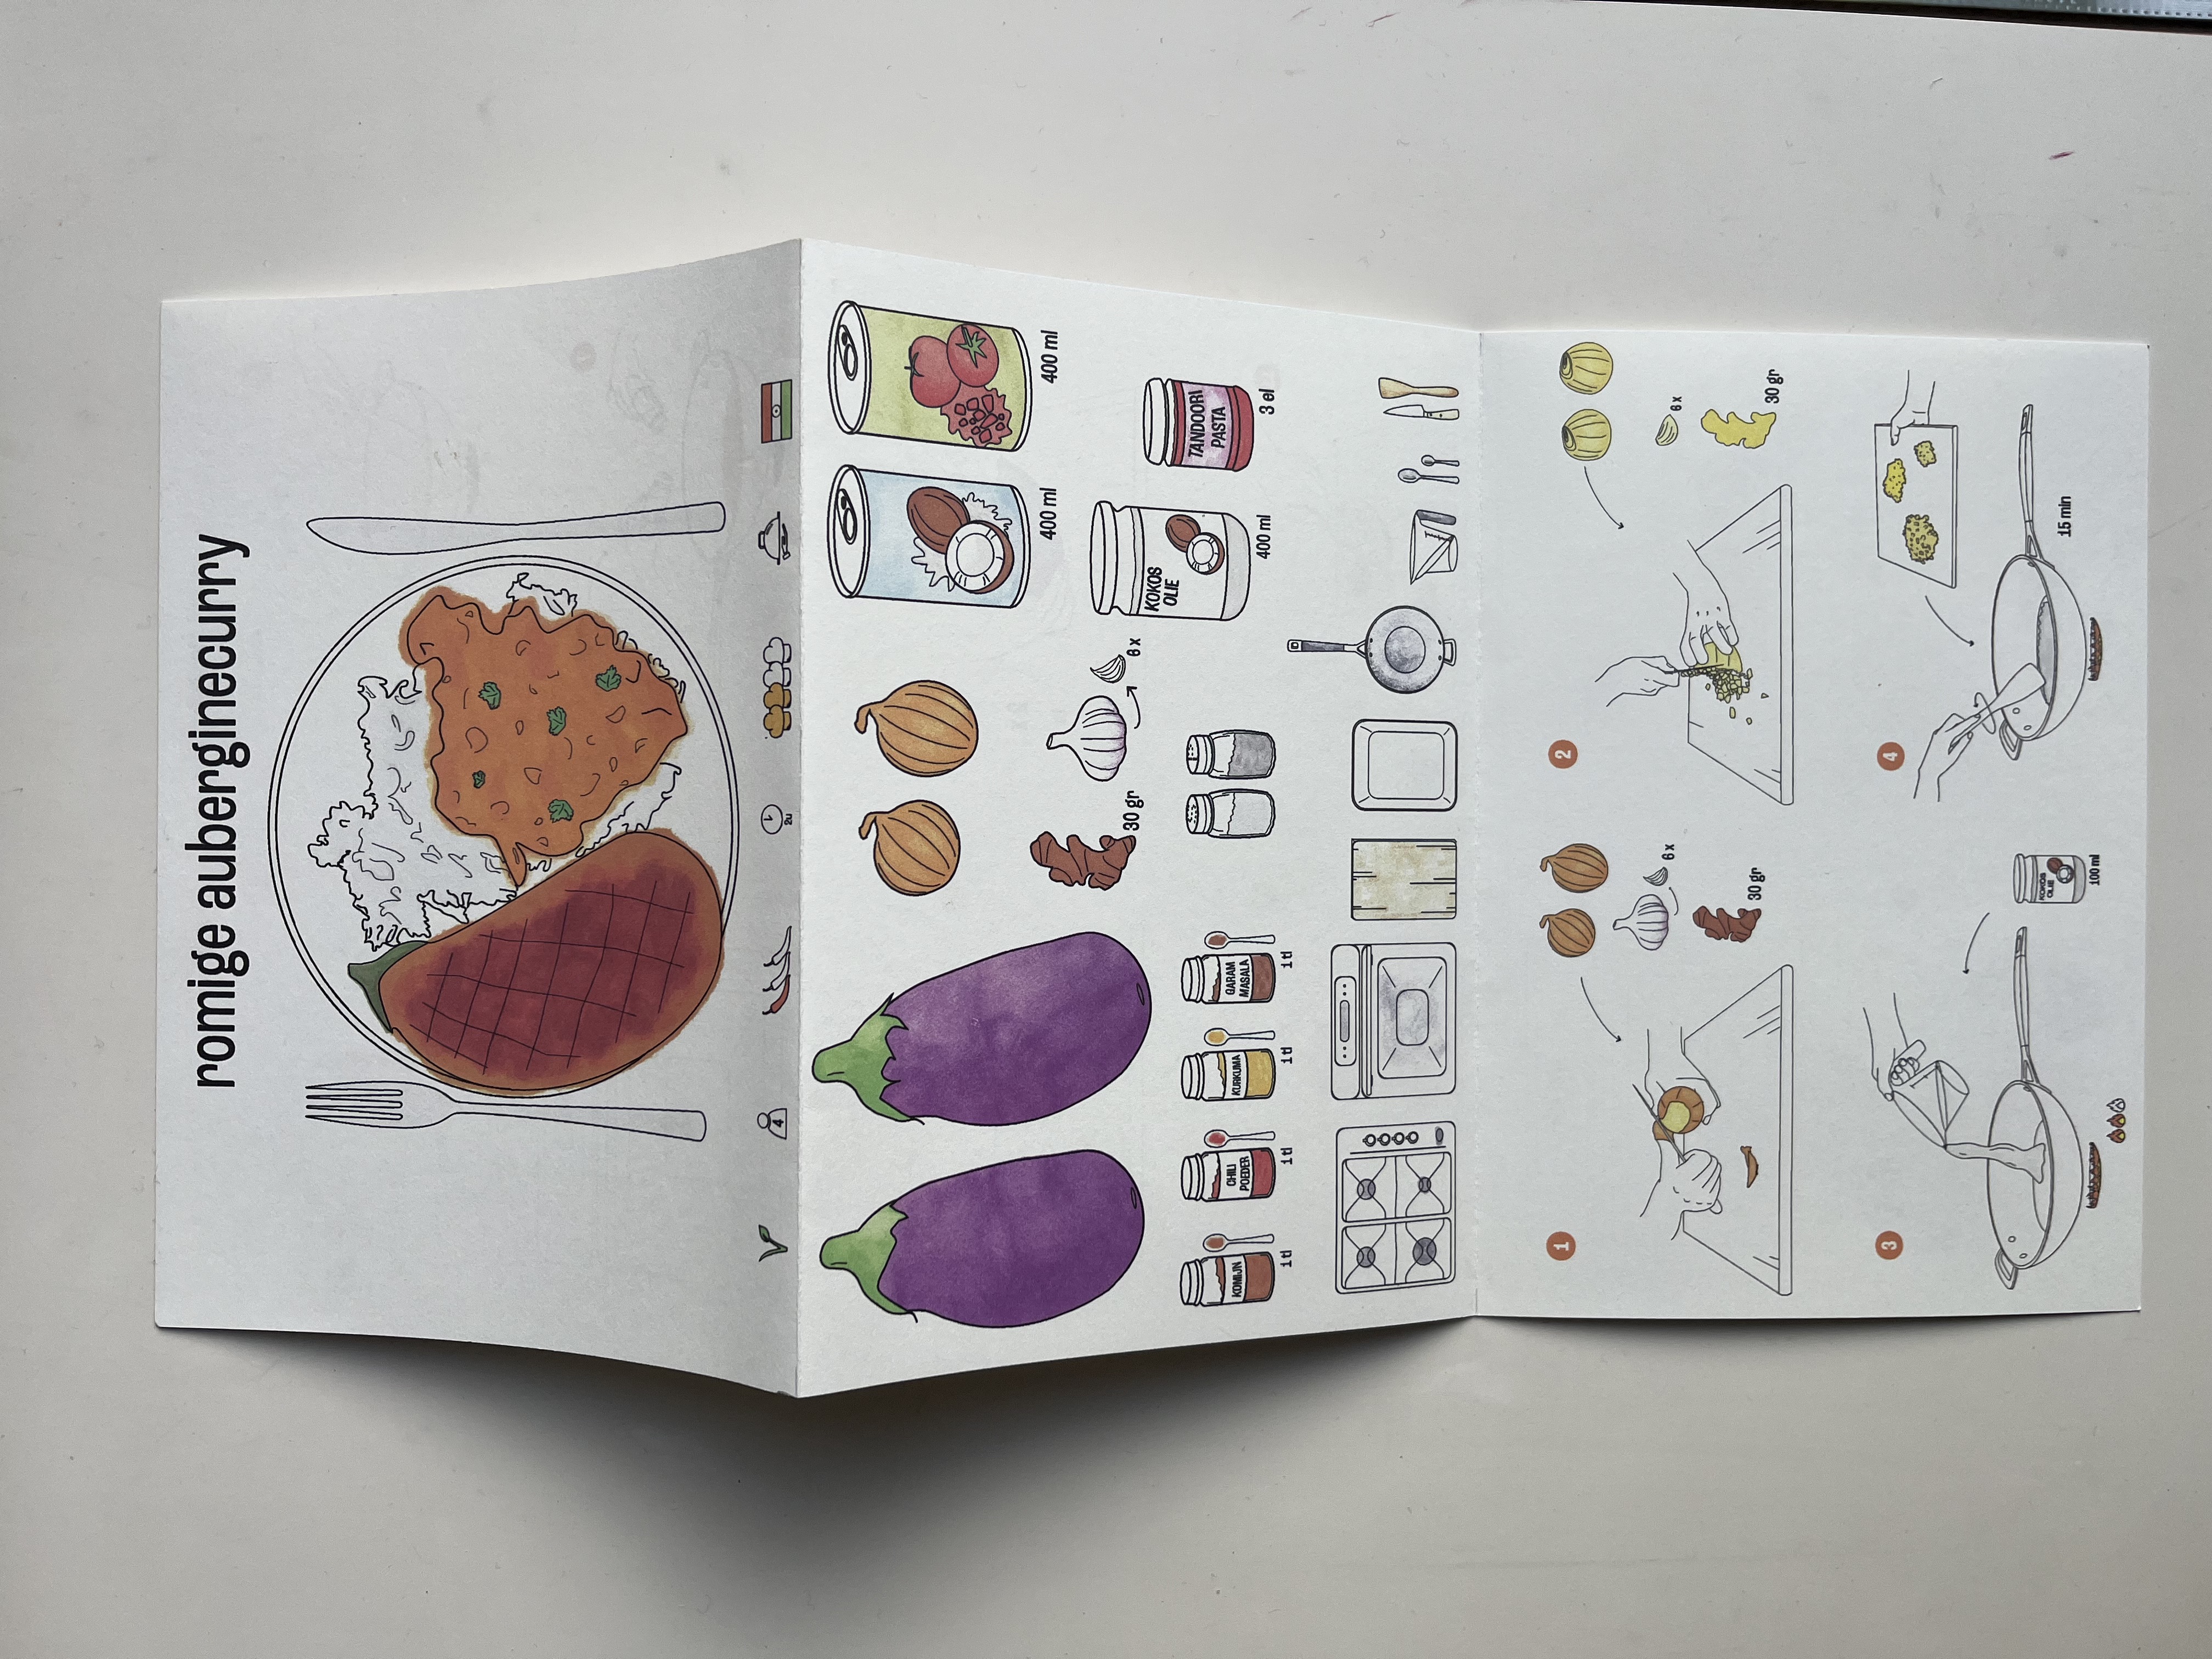 romige auberginecurry
4
2u
400 ml
400 ml
30 gr
6 x
KOKOS
OLIE
400 ml
TANDOORI
PASTA
3 el
KOMIJN
1 tl
CHILI
POEDER
1 tl
KURKUMA
1 tl
GARAM
MASALA
1 tl
1
6 x
30 gr
2
6 x
30 gr
3
KOKOS
OLIE
100 ml
4
15 min